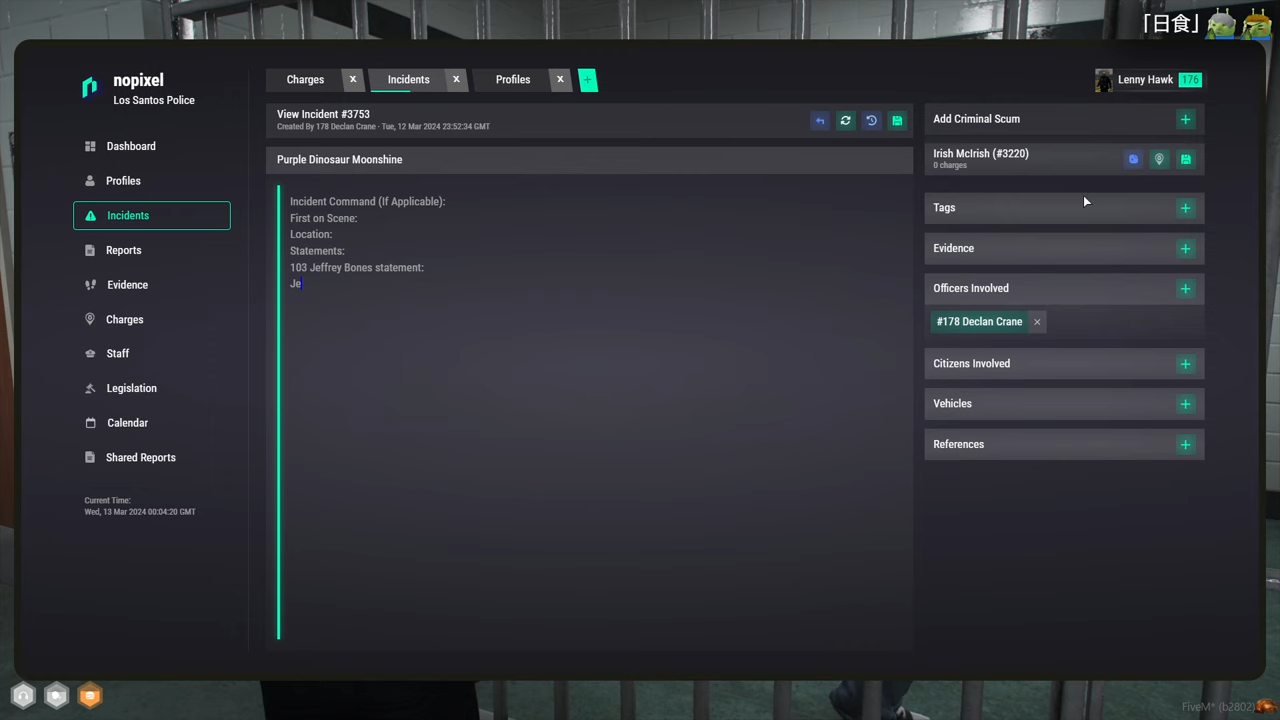 「日食」
nopixel
Los Santos Police
Charges x
Incidents x
Profiles x
+
Lenny Hawk 176
Dashboard
Profiles
Incidents
Reports
Evidence
Charges
Staff
Legislation
Calendar
Shared Reports
Current Time:
Wed, 13 Mar 2024 00:04:20 GMT
View Incident #3753
Created By 178 Declan Crane · Tue, 12 Mar 2024 23:52:34 GMT
Purple Dinosaur Moonshine
Incident Command (If Applicable):
First on Scene:
Location:
Statements:
103 Jeffrey Bones statement:
Je
Add Criminal Scum +
Irish McIrish (#3220)
0 charges
Tags +
Evidence +
Officers Involved +
#178 Declan Crane ×
Citizens Involved +
Vehicles +
References +
FiveM* (b2802)